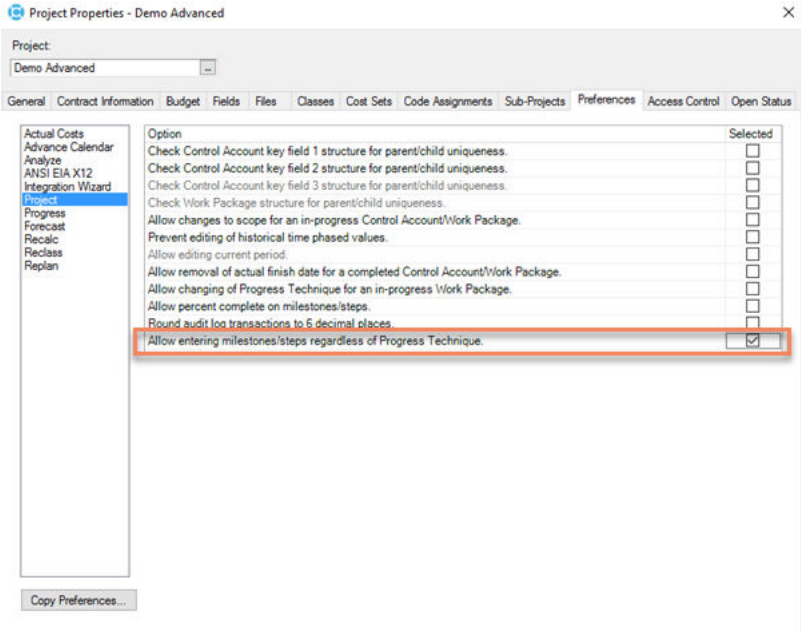 Project Properties - Demo Advanced
Project:
Demo Advanced ...
General Contract Information Budget Fields Files Classes Cost Sets Code Assignments Sub-Projects Preferences Access Control Open Status
Actual Costs
Advance Calendar
Analyze
ANSI EIA X12
Integration Wizard
Project
Progress
Forecast
Recalc
Reclass
Replan
Option Selected
Check Control Account key field 1 structure for parent/child uniqueness.
Check Control Account key field 2 structure for parent/child uniqueness.
Check Control Account key field 3 structure for parent/child uniqueness.
Check Work Package structure for parent/child uniqueness.
Allow changes to scope for an in-progress Control Account/Work Package.
Prevent editing of historical time phased values.
Allow editing current period.
Allow removal of actual finish date for a completed Control Account/Work Package.
Allow changing of Progress Technique for an in-progress Work Package.
Allow percent complete on milestones/steps.
Round audit log transactions to 6 decimal places.
Allow entering milestones/steps regardless of Progress Technique.
Copy Preferences...